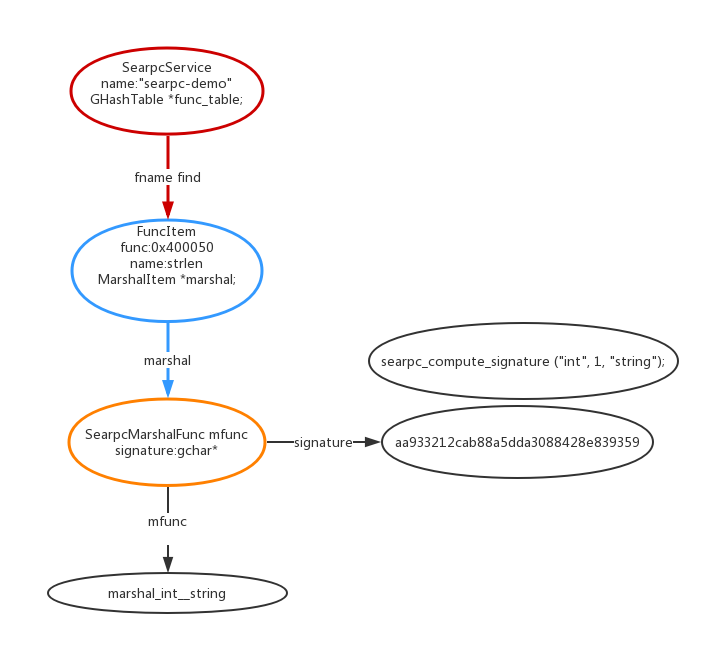 SearpcService
name:"searpc-demo"
GHashTable *func_table;
fname find
FuncItem
func:0x400050
name:strlen
MarshalItem *marshal;
marshal
searpc_compute_signature ("int", 1, "string");
SearpcMarshalFunc mfunc
signature:gchar*
signature
aa933212cab88a5dda3088428e839359
mfunc
marshal_int__string